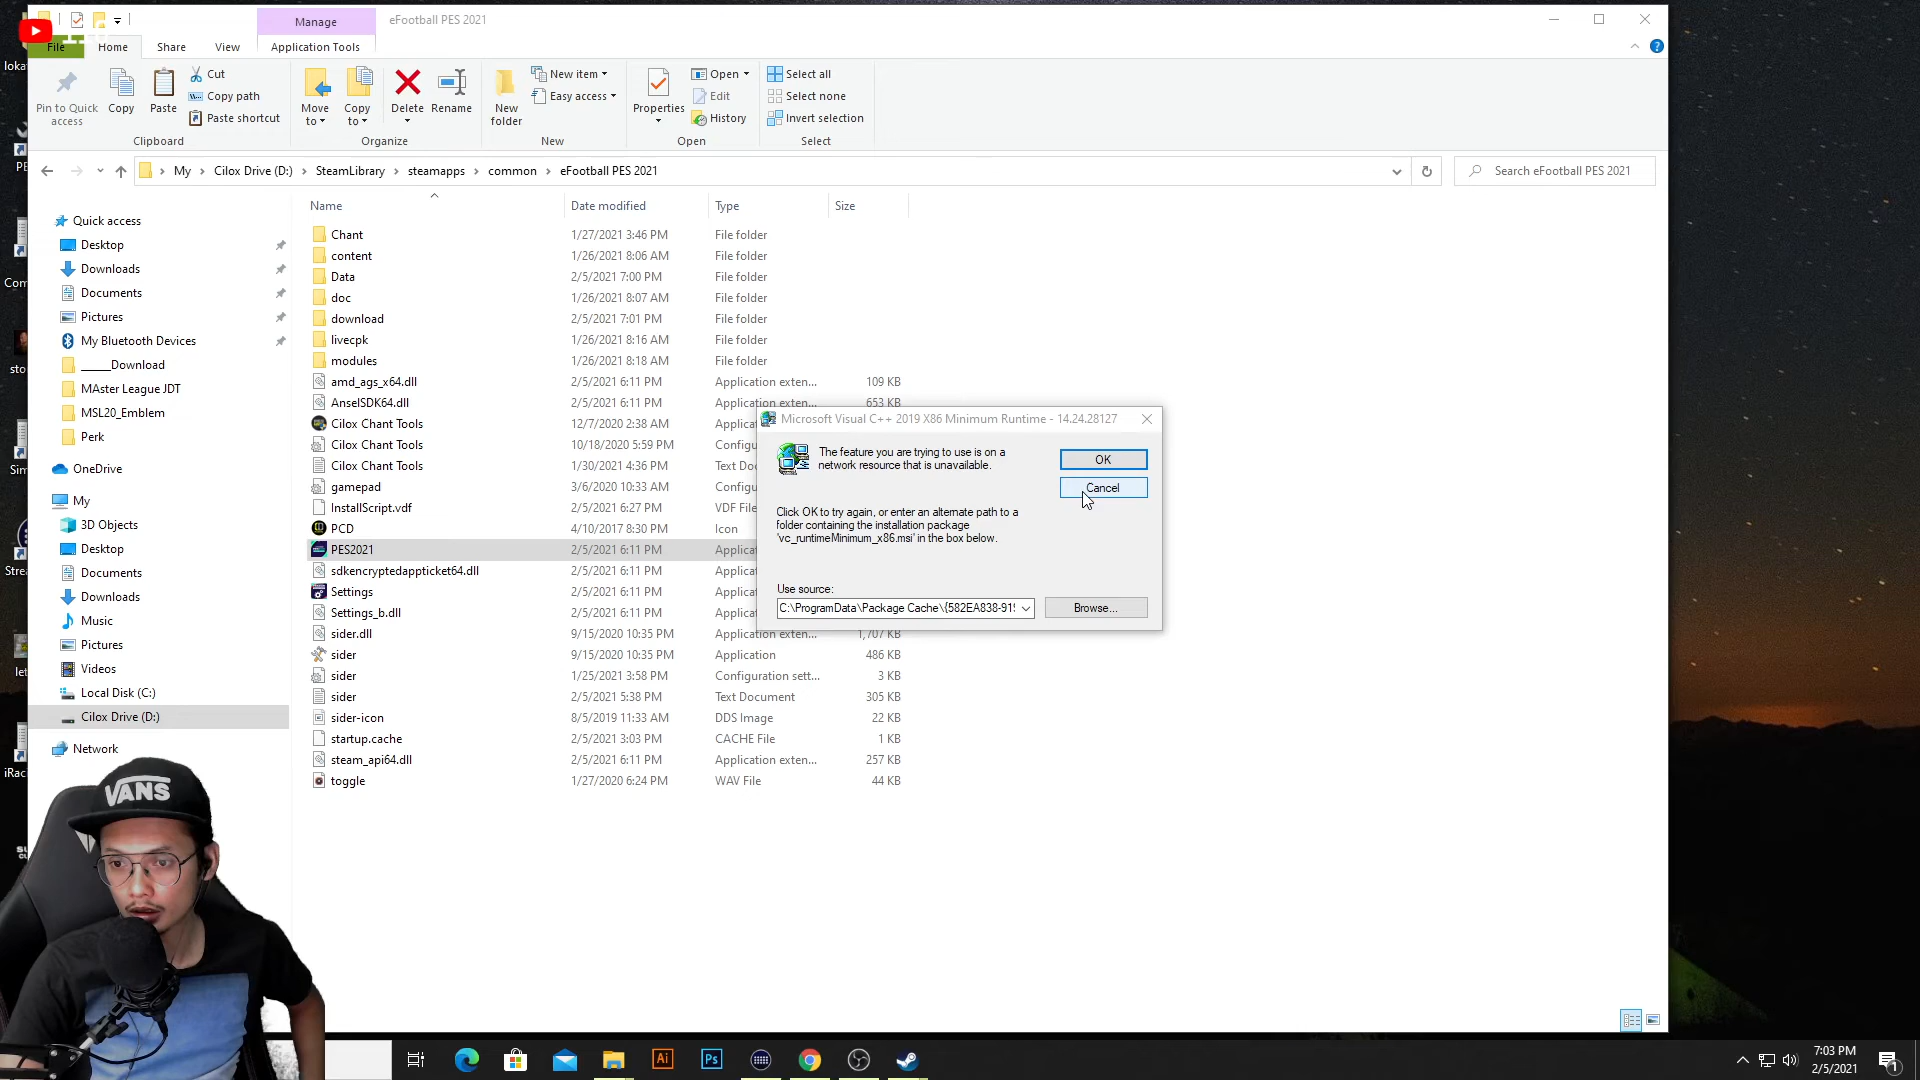 Manage
eFootball PES 2021
File
Home
Share
View
Application Tools
Pin to Quick access
Copy
Paste
Cut
Copy path
Paste shortcut
Clipboard
Move to
Copy to
Delete
Rename
Organize
New folder
New item
Easy access
New
Properties
Open
Edit
History
Open
Select all
Select none
Invert selection
Select
My > Cilox Drive (D:) > SteamLibrary > steamapps > common > eFootball PES 2021
Search eFootball PES 2021
Quick access
Desktop
Downloads
Documents
Pictures
My Bluetooth Devices
_____Download
MAster League JDT
MSL20_Emblem
Perk
OneDrive
My
3D Objects
Desktop
Documents
Downloads
Music
Pictures
Videos
Local Disk (C:)
Cilox Drive (D:)
Network
Name Date modified Type Size
Chant 1/27/2021 3:46 PM File folder
content 1/26/2021 8:06 AM File folder
Data 2/5/2021 7:00 PM File folder
doc 1/26/2021 8:07 AM File folder
download 2/5/2021 7:01 PM File folder
livecpk 1/26/2021 8:16 AM File folder
modules 1/26/2021 8:18 AM File folder
amd_ags_x64.dll 2/5/2021 6:11 PM Application exten... 109 KB
AnselSDK64.dll 2/5/2021 6:11 PM Application exten... 653 KB
Cilox Chant Tools 12/7/2020 2:38 AM Applica
Cilox Chant Tools 10/18/2020 5:59 PM Configu
Cilox Chant Tools 1/30/2021 4:36 PM Text Do
gamepad 3/6/2020 10:33 AM Configu
InstallScript.vdf 2/5/2021 6:27 PM VDF File
PCD 4/10/2017 8:30 PM Icon
PES2021 2/5/2021 6:11 PM Applica
sdkencryptedappticket64.dll 2/5/2021 6:11 PM Applica
Settings 2/5/2021 6:11 PM Applica
Settings_b.dll 2/5/2021 6:11 PM Applica
sider.dll 9/15/2020 10:35 PM Application exten... 1,707 KB
sider 9/15/2020 10:35 PM Application 486 KB
sider 1/25/2021 3:58 PM Configuration sett... 3 KB
sider 2/5/2021 5:38 PM Text Document 305 KB
sider-icon 8/5/2019 11:33 AM DDS Image 22 KB
startup.cache 2/5/2021 3:03 PM CACHE File 1 KB
steam_api64.dll 2/5/2021 6:11 PM Application exten... 257 KB
toggle 1/27/2020 6:24 PM WAV File 44 KB
Microsoft Visual C++ 2019 X86 Minimum Runtime - 14.24.28127
The feature you are trying to use is on a
network resource that is unavailable.
OK
Cancel
Click OK to try again, or enter an alternate path to a
folder containing the installation package
'vc_runtimeMinimum_x86.msi' in the box below.
Use source:
C:\ProgramData\Package Cache\{582EA838-91
Browse...
loka
PE
Com
sto
Sim
Stre
let
iRac
VANS
Ai
Ps
7:03 PM
2/5/2021
1